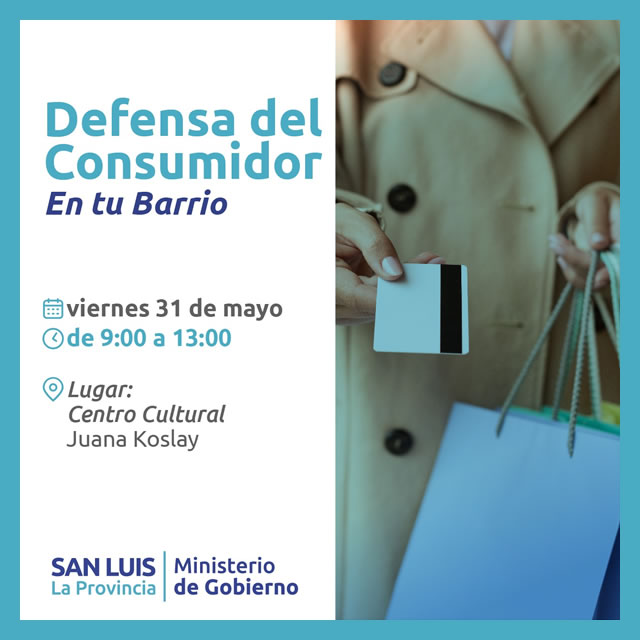 Defensa del
Consumidor
En tu Barrio
viernes 31 de mayo
de 9:00 a 13:00
Lugar:
Centro Cultural
Juana Koslay
SAN LUIS
La Provincia
Ministerio
de Gobierno